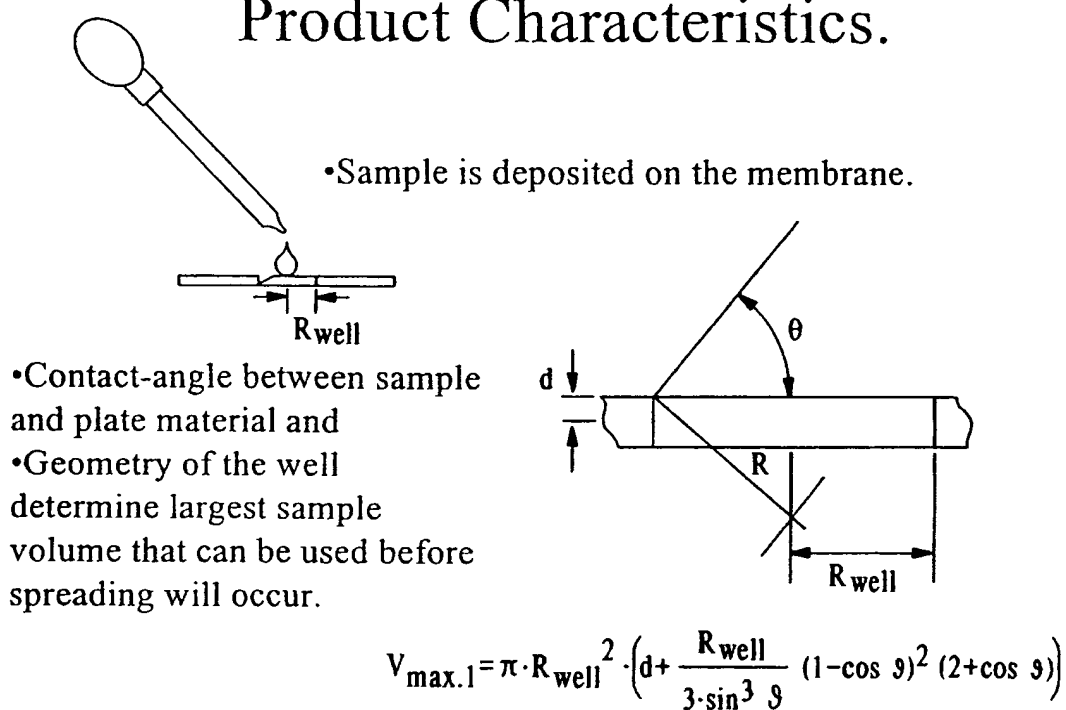 Product Characteristics.
•Sample is deposited on the membrane.
Rwell
•Contact-angle between sample
and plate material and
•Geometry of the well
determine largest sample
volume that can be used before
spreading will occur.
d
θ
R
Rwell
Vmax.1=π·Rwell²·(d+ Rwell/3·sin³ ϑ (1-cos ϑ)² (2+cos ϑ))